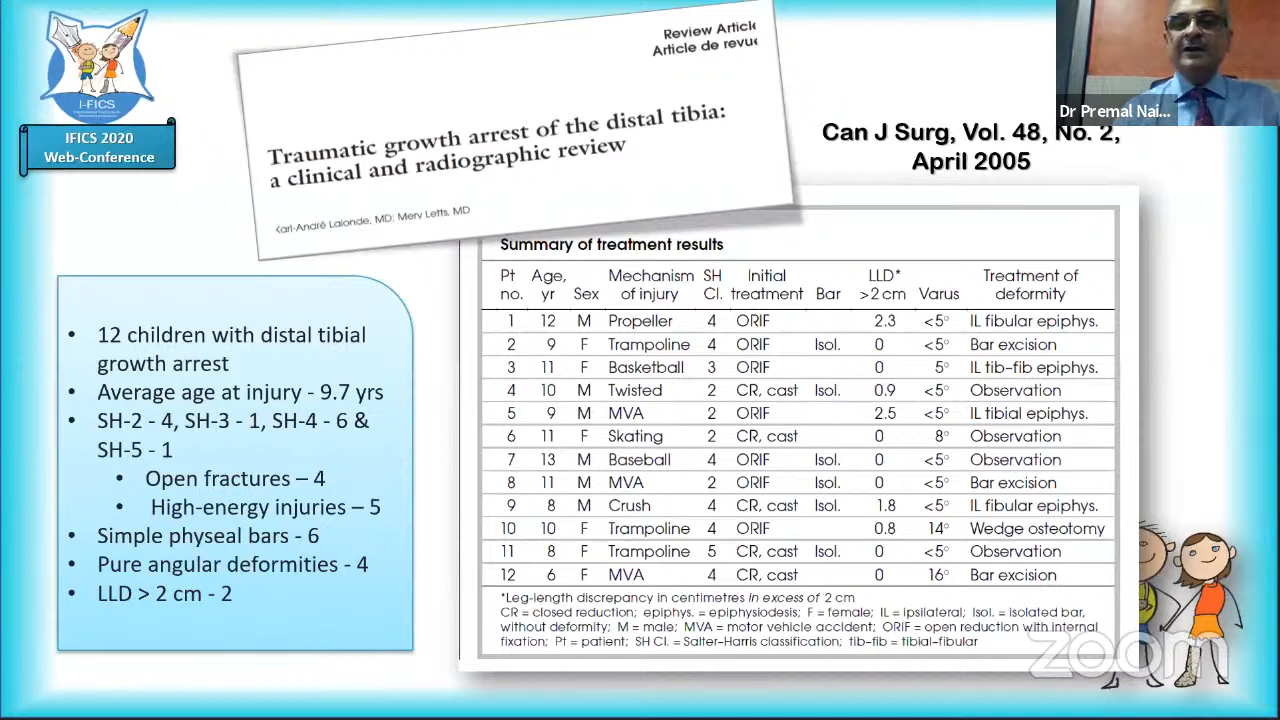 Review Article
Article de revue
Traumatic growth arrest of the distal tibia:
a clinical and radiographic review
Karl-André Lalonde, MD; Merv Letts, MD
I-FICS
IFICS 2020
Web-Conference
Can J Surg, Vol. 48, No. 2,
April 2005
Dr Premal Nai...
• 12 children with distal tibial
growth arrest
• Average age at injury - 9.7 yrs
• SH-2 - 4, SH-3 - 1, SH-4 - 6 &
SH-5 - 1
• Open fractures – 4
• High-energy injuries – 5
• Simple physeal bars - 6
• Pure angular deformities - 4
• LLD > 2 cm - 2
Summary of treatment results
Pt Age, Mechanism SH Initial LLD* Treatment of
no. yr Sex of injury Cl. treatment Bar >2 cm Varus deformity
1 12 M Propeller 4 ORIF 2.3 <5° IL fibular epiphys.
2 9 F Trampoline 4 ORIF Isol. 0 <5° Bar excision
3 11 F Basketball 3 ORIF 0 5° IL tib–fib epiphys.
4 10 M Twisted 2 CR, cast Isol. 0.9 <5° Observation
5 9 M MVA 2 ORIF 2.5 <5° IL tibial epiphys.
6 11 F Skating 2 CR, cast 0 8° Observation
7 13 M Baseball 4 ORIF Isol. 0 <5° Observation
8 11 M MVA 2 ORIF Isol. 0 <5° Bar excision
9 8 M Crush 4 CR, cast Isol. 1.8 <5° IL fibular epiphys.
10 10 F Trampoline 4 ORIF 0.8 14° Wedge osteotomy
11 8 F Trampoline 5 CR, cast Isol. 0 <5° Observation
12 6 F MVA 4 CR, cast 0 16° Bar excision
*Leg-length discrepancy in centimetres in excess of 2 cm
CR = closed reduction; epiphys. = epiphysiodesis; F = female; IL = ipsilateral; Isol. = isolated bar,
without deformity; M = male; MVA = motor vehicle accident; ORIF = open reduction with internal
fixation; Pt = patient; SH Cl. = Salter–Harris classification; tib–fib = tibial–fibular
zoom